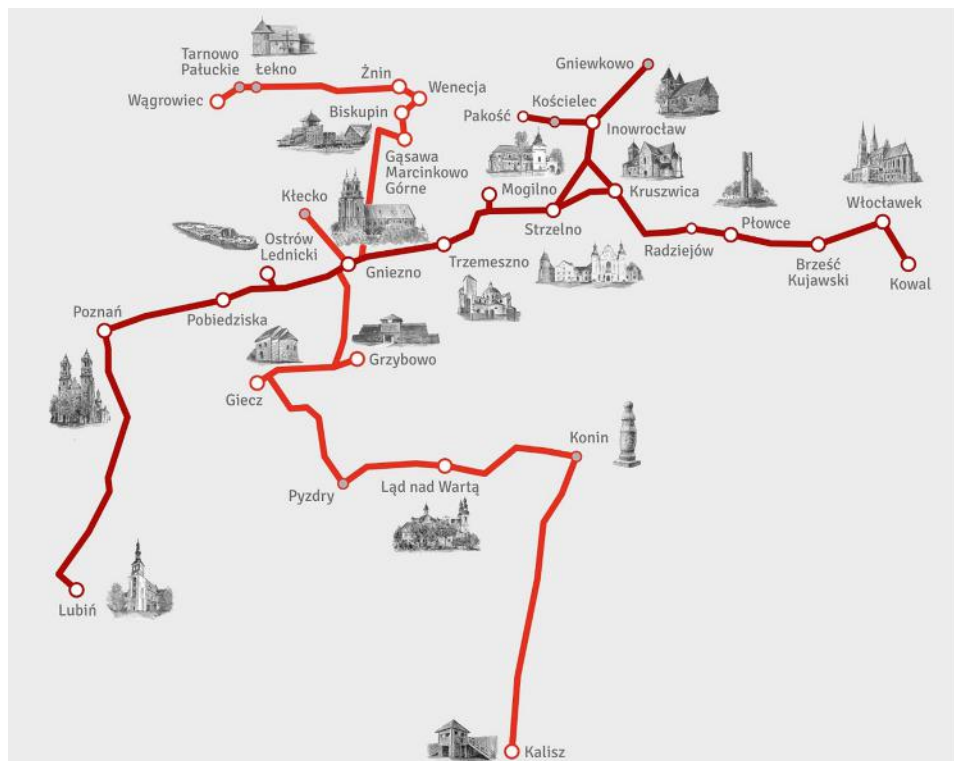 Tarnowo
Pałuckie
Łekno
Wągrowiec
Żnin
Wenecja
Biskupin
Gąsawa
Marcinkowo
Górne
Gniewkowo
Kościelec
Pakość
Inowrocław
Kłecko
Mogilno
Kruszwica
Strzelno
Włocławek
Płowce
Radziejów
Brześć
Kujawski
Kowal
Ostrów
Lednicki
Gniezno
Trzemeszno
Poznań
Pobiedziska
Grzybowo
Giecz
Konin
Pyzdry
Ląd nad Wartą
Lubiń
Kalisz